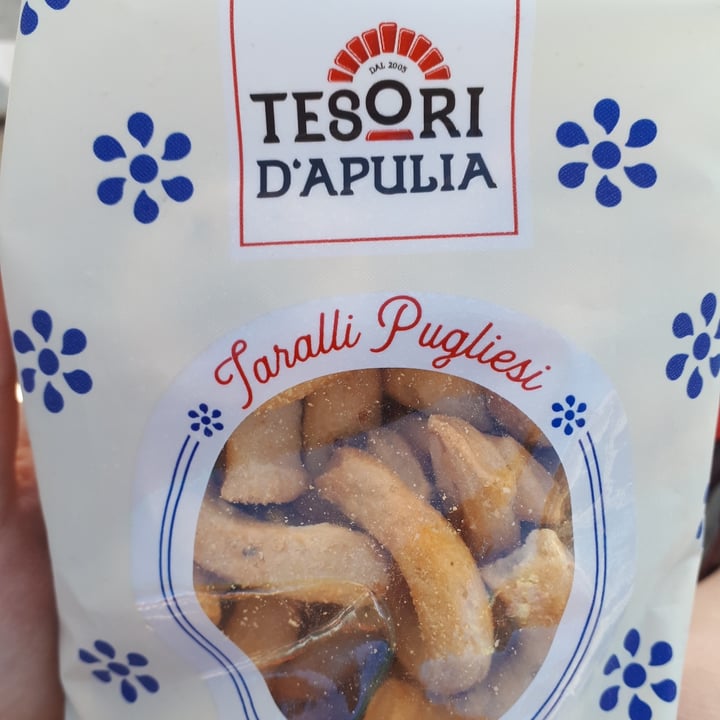 DAL 2005
TESORI
D'APULIA
Taralli Pugliesi